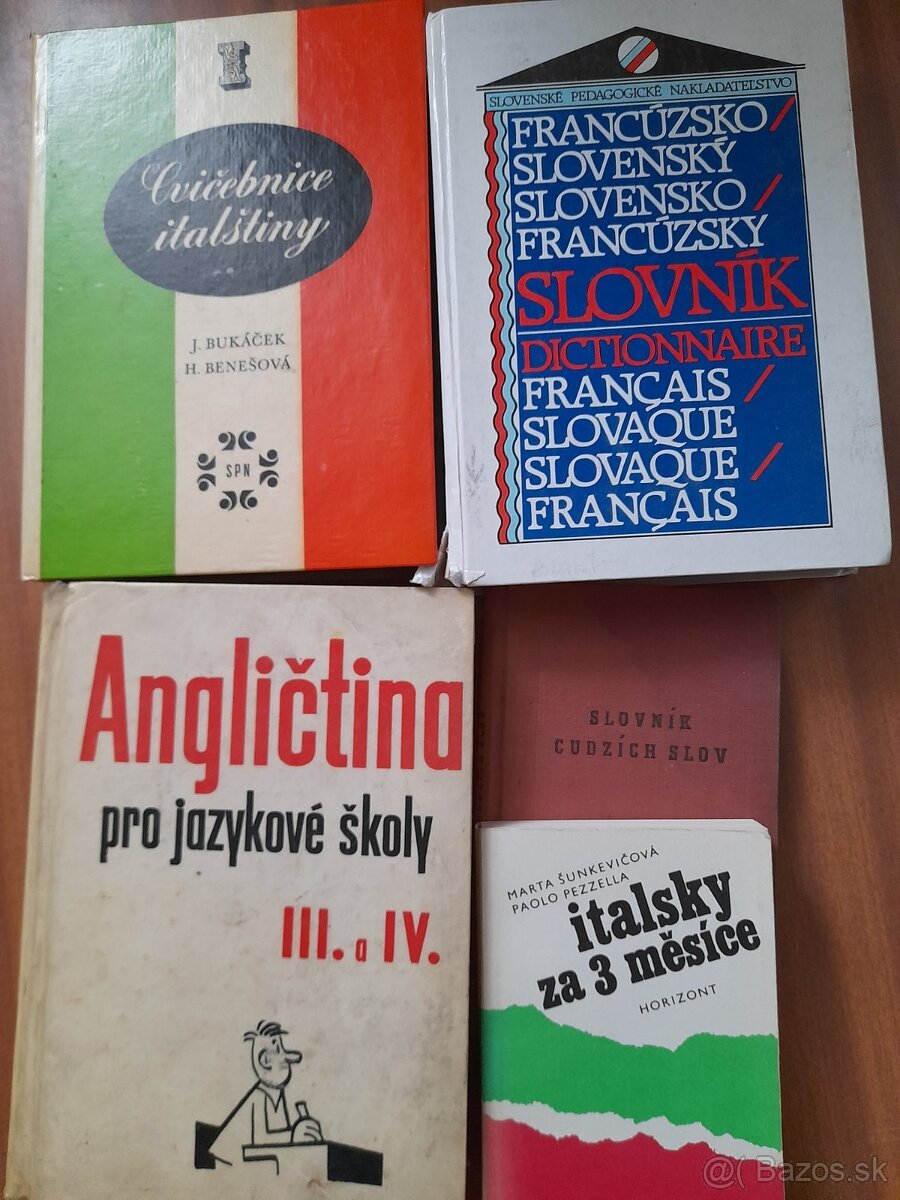 I
Cvičebnice
italštiny
J. BUKÁČEK
H. BENEŠOVÁ
SPN
SLOVENSKÉ PEDAGOGICKÉ NAKLADATEĽSTVO
FRANCÚZSKO/
SLOVENSKÝ
SLOVENSKO/
FRANCÚZSKY
SLOVNÍK
DICTIONNAIRE
FRANÇAIS/
SLOVAQUE
SLOVAQUE/
FRANÇAIS
Angličtina
pro jazykové školy
III. a IV.
SLOVNÍK
CUDZÍCH SLOV
MARTA ŠUNKEVIČOVÁ
PAOLO PEZZELLA
italsky
za 3 měsíce
HORIZONT
@( Bazos.sk